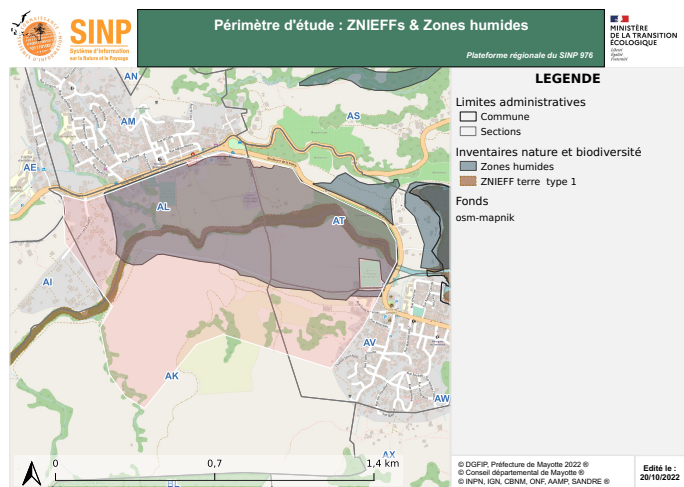 Périmètre d'étude : ZNIEFFs & Zones humides
Plateforme régionale du SINP 976
SINP
Système d'Information
sur la Nature et le Paysage
MINISTÈRE
DE LA TRANSITION
ÉCOLOGIQUE
Liberté
Égalité
Fraternité
LEGENDE
Limites administratives
Commune
Sections
Inventaires nature et biodiversité
Zones humides
ZNIEFF terre type 1
Fonds
osm-mapnik
AN
AM
AS
AE
AL
AT
AI
AV
AK
AW
AX
BL
0
0,7
1,4 km
© DGFIP, Préfecture de Mayotte 2022 ®
© Conseil départemental de Mayotte ®
© INPN, IGN, CBNM, ONF, AAMP, SANDRE ®
Edité le :
20/10/2022